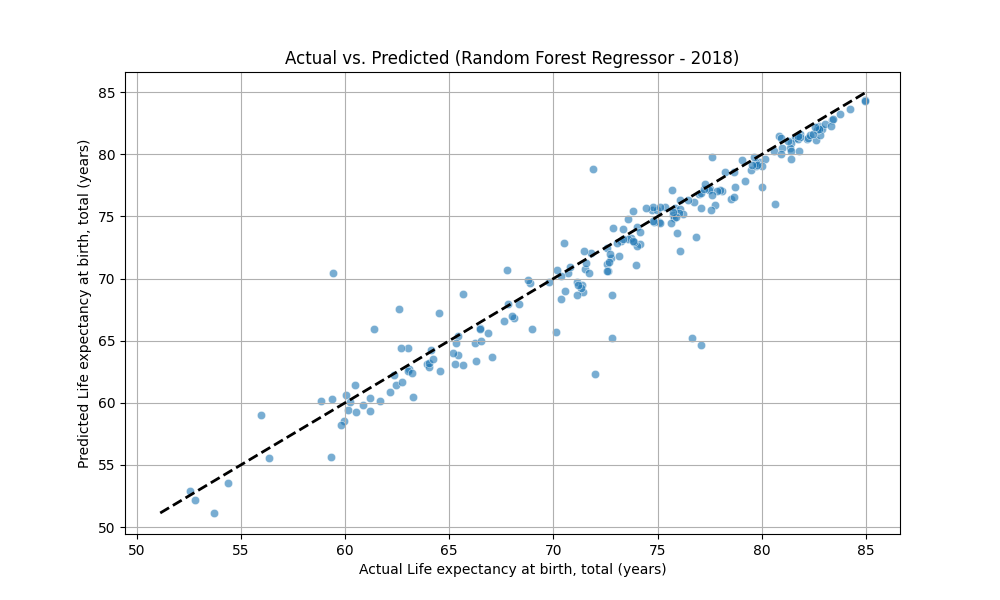 Actual vs. Predicted (Random Forest Regressor - 2018)
Predicted Life expectancy at birth, total (years)
85
80
75
70
65
60
55
50
50 55 60 65 70 75 80 85
Actual Life expectancy at birth, total (years)